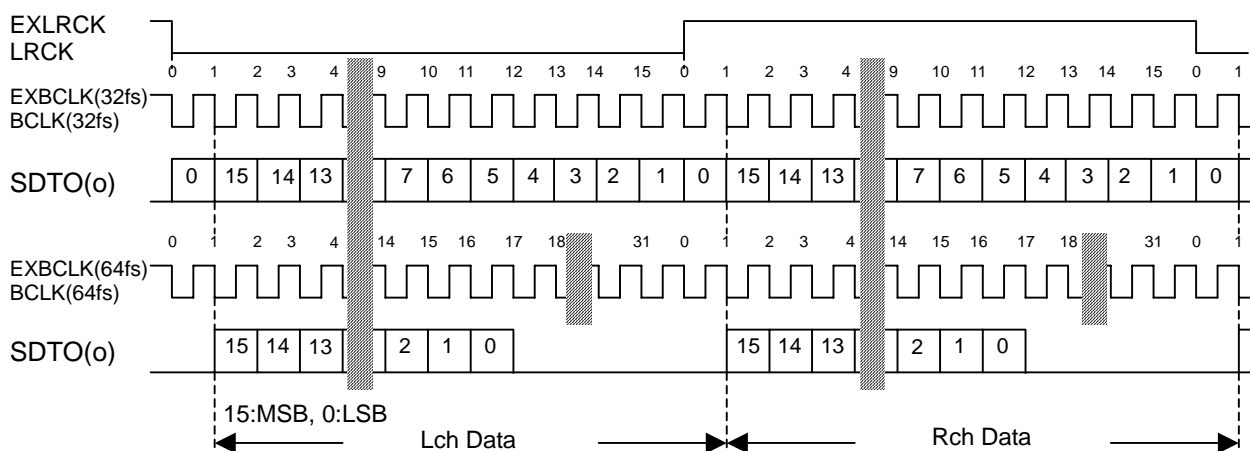 EXLRCK
LRCK
0 1 2 3 4 9 10 11 12 13 14 15 0 1 2 3 4 9 10 11 12 13 14 15 0 1
EXBCLK(32fs)
BCLK(32fs)
SDTO(o) 0 15 14 13 7 6 5 4 3 2 1 0 15 14 13 7 6 5 4 3 2 1 0
0 1 2 3 4 14 15 16 17 18 31 0 1 2 3 4 14 15 16 17 18 31 0 1
EXBCLK(64fs)
BCLK(64fs)
SDTO(o) 15 14 13 2 1 0 15 14 13 2 1 0
15:MSB, 0:LSB
Lch Data Rch Data